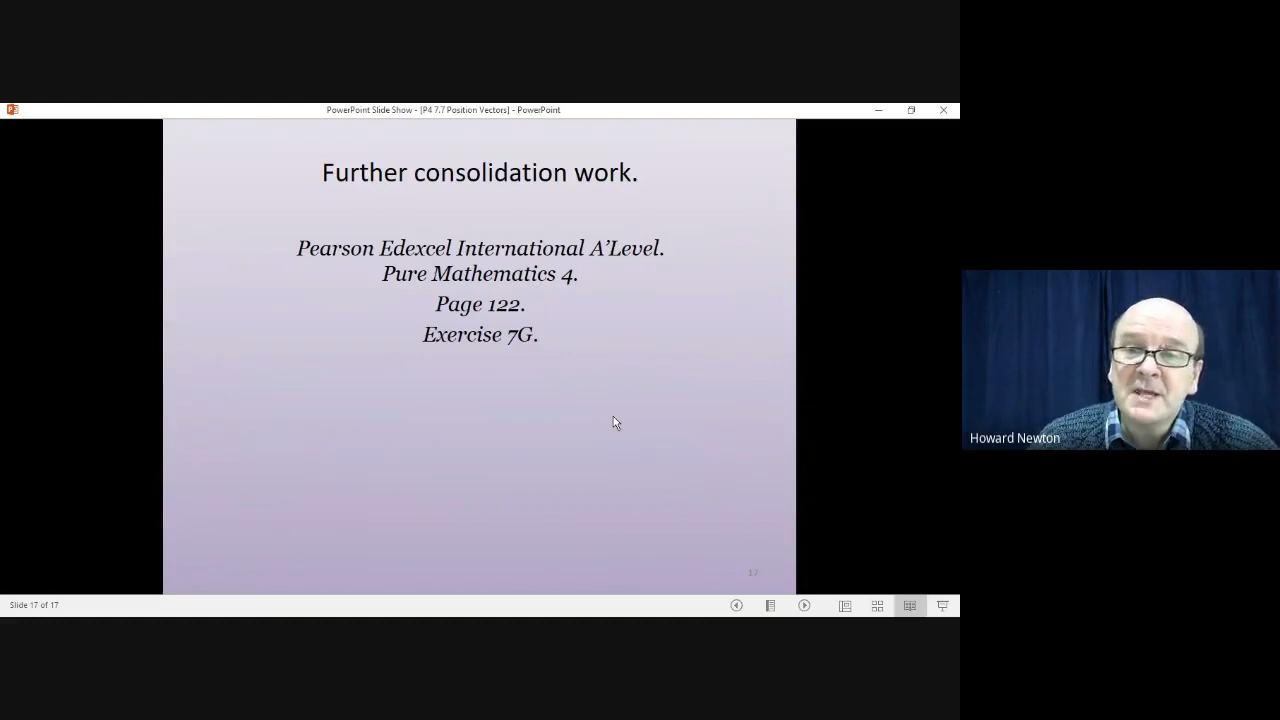 PowerPoint Slide Show - [P4 7.7 Position Vectors] - PowerPoint
Further consolidation work.
Pearson Edexcel International A’Level.
Pure Mathematics 4.
Page 122.
Exercise 7G.
Howard Newton
17
Slide 17 of 17